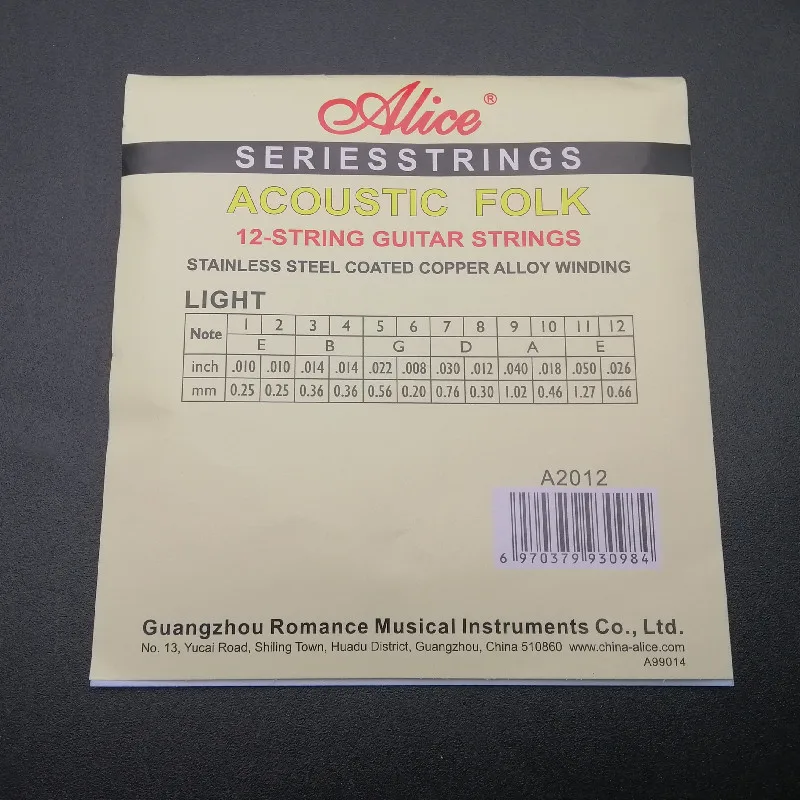 Alice®
SERIESSTRINGS
ACOUSTIC FOLK
12-STRING GUITAR STRINGS
STAINLESS STEEL COATED COPPER ALLOY WINDING
LIGHT
Note 1 2 3 4 5 6 7 8 9 10 11 12
E B G D A E
inch .010 .010 .014 .014 .022 .008 .030 .012 .040 .018 .050 .026
mm 0.25 0.25 0.36 0.36 0.56 0.20 0.76 0.30 1.02 0.46 1.27 0.66
A2012
6 970379 930984
Guangzhou Romance Musical Instruments Co., Ltd.
No. 13, Yucai Road, Shiling Town, Huadu District, Guangzhou, China 510860 www.china-alice.com
A99014